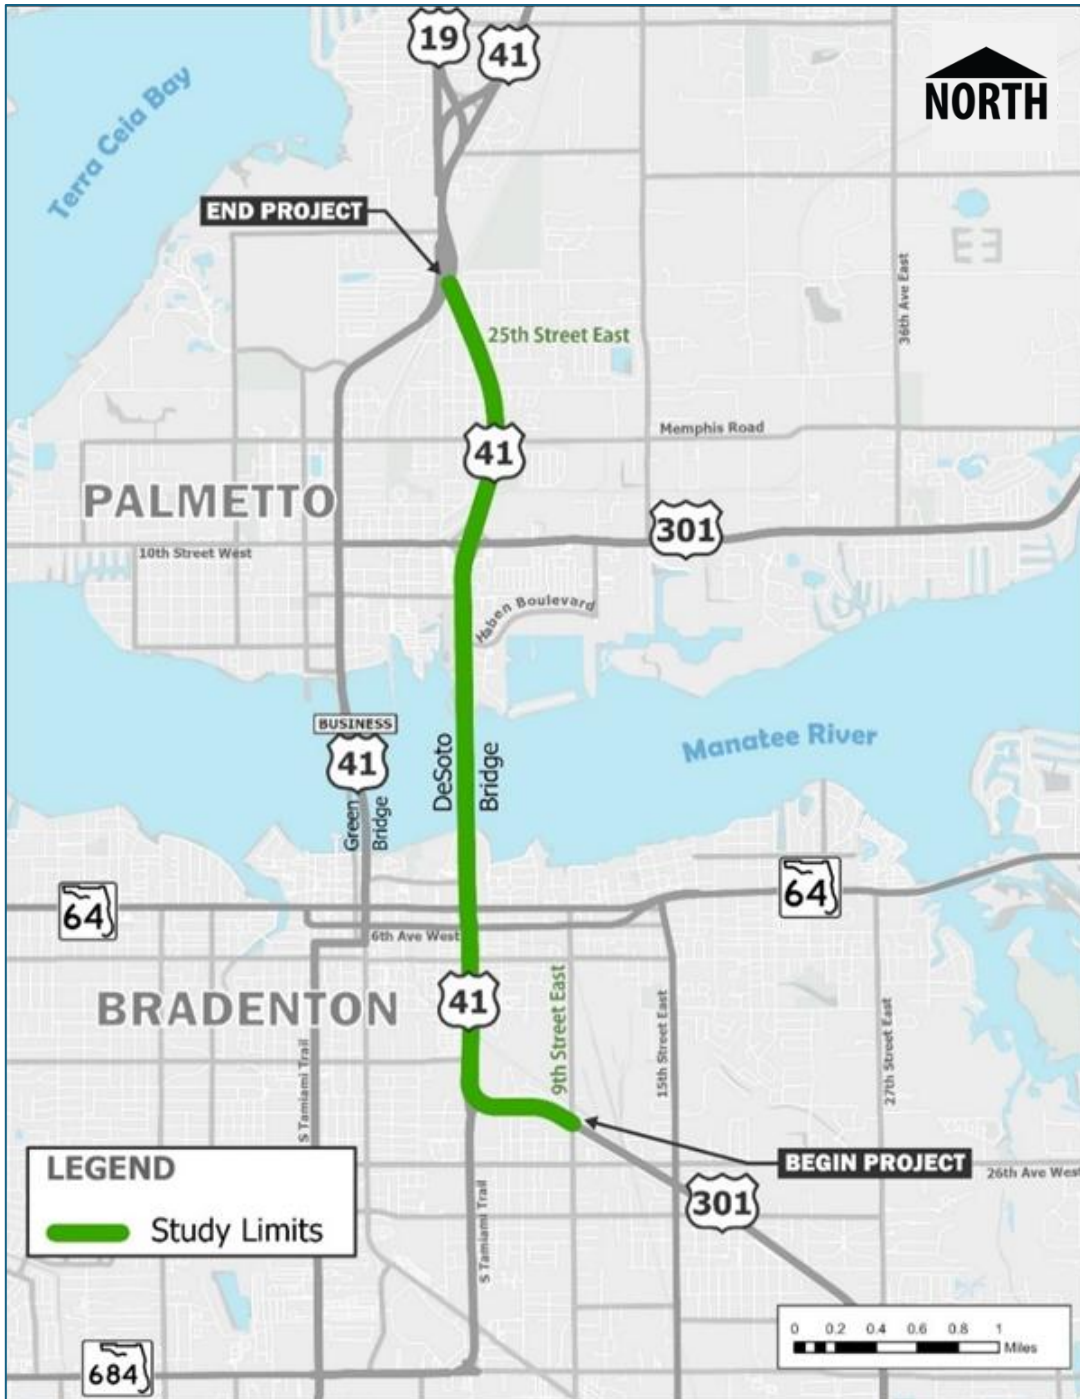 19
41
NORTH
Terra Ceia Bay
END PROJECT
25th Street East
36th Ave East
41
Memphis Road
PALMETTO
301
10th Street West
Haben Boulevard
BUSINESS
41
Green
Bridge
DeSoto
Bridge
Manatee River
64
64
6th Ave West
BRADENTON
41
9th Street East
15th Street East
27th Street East
S Tamiami Trail
BEGIN PROJECT
26th Ave West
301
S Tamiami Trail
LEGEND
Study Limits
684
0 0.2 0.4 0.6 0.8 1
Miles